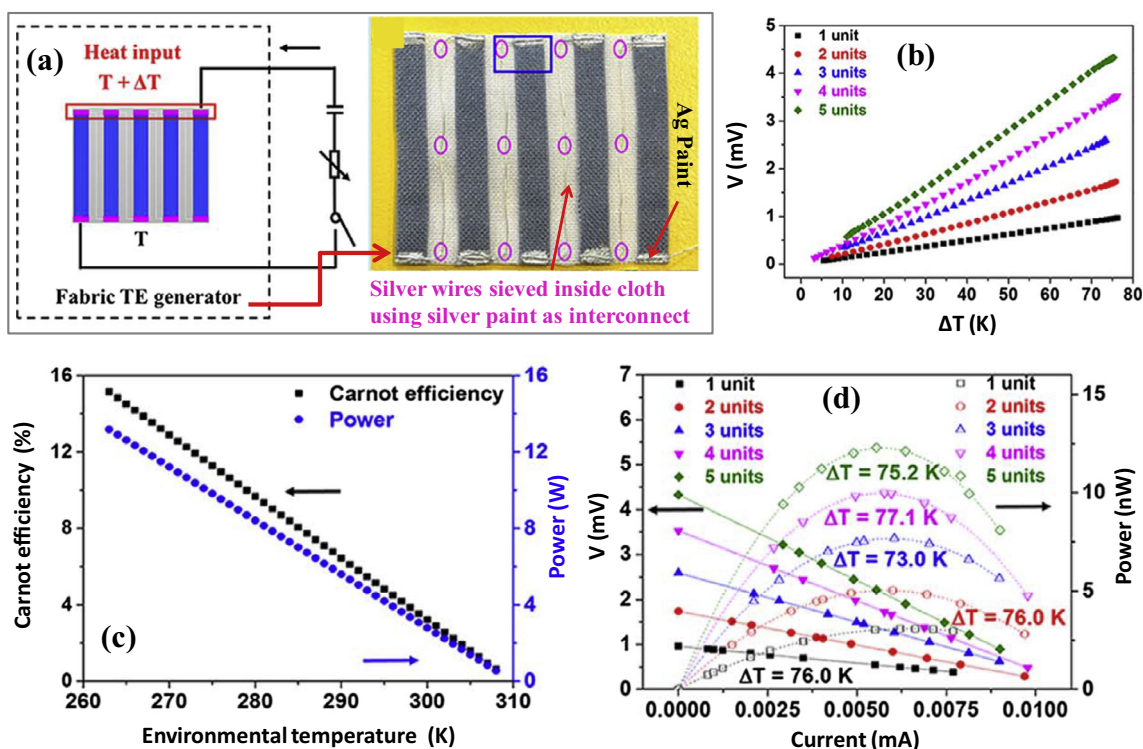 (a)
Heat input
T + ΔT
T
Fabric TE generator
Ag Paint
Silver wires sieved inside cloth
using silver paint as interconnect
(b)
1 unit
2 units
3 units
4 units
5 units
V (mV)
5
4
3
2
1
0
0 10 20 30 40 50 60 70 80
ΔT (K)
(c)
Carnot efficiency
Power
Carnot efficiency (%)
16
12
8
4
0
Power (W)
16
14
12
10
8
6
4
2
0
260 270 280 290 300 310
Environmental temperature (K)
(d)
1 unit
2 units
3 units
4 units
5 units
1 unit
2 units
3 units
4 units
5 units
ΔT = 75.2 K
ΔT = 77.1 K
ΔT = 73.0 K
ΔT = 76.0 K
ΔT = 76.0 K
V (mV)
7
6
5
4
3
2
1
0
Power (nW)
15
10
5
0
0.0000 0.0025 0.0050 0.0075 0.0100
Current (mA)